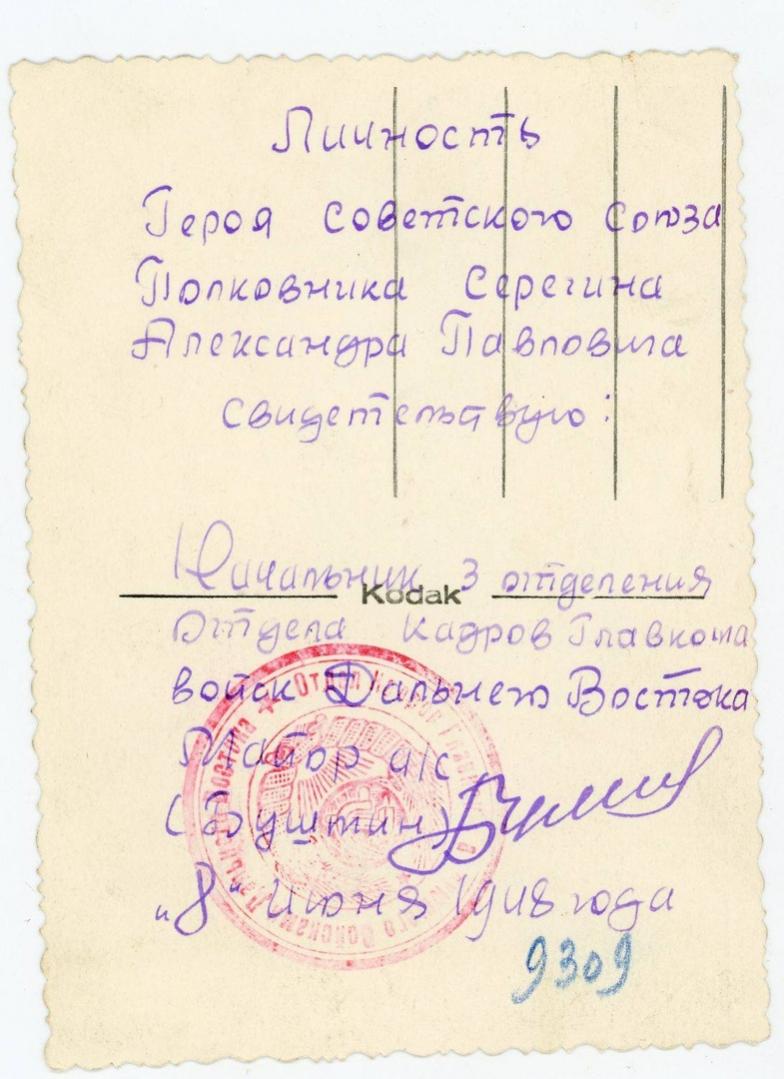 Личность
Героя Советского Союза
Полковника Серегина
Александра Павловича
свидетельствую:
Начальник 3 отделения
Kodak
Отдела кадров Главкома
войск Дальнего Востока
Майор а/с
(Буштин)
"8" июня 1948 года
9309